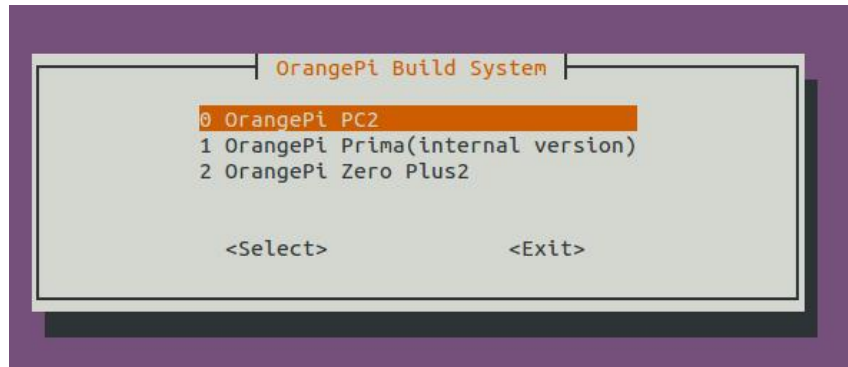 OrangePi Build System
0 OrangePi PC2
1 OrangePi Prima(internal version)
2 OrangePi Zero Plus2
<Select> <Exit>